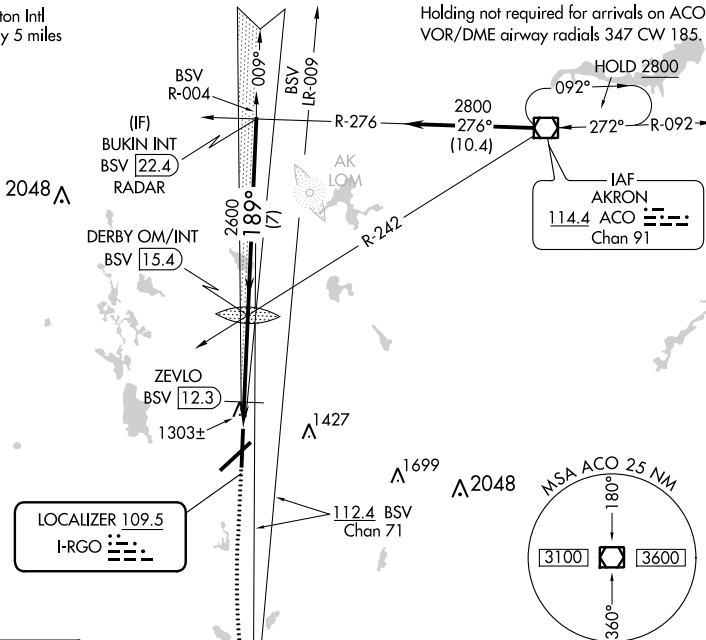 ton Intl
y 5 miles
Holding not required for arrivals on ACO
VOR/DME airway radials 347 CW 185.
HOLD 2800
092°
272°
R-092
009°
BSV
R-004
BSV
LR-009
R-276
2800
276°
(10.4)
(IF)
BUKIN INT
BSV 22.4
RADAR
2048
AK
LOM
IAF
AKRON
114.4 ACO
Chan 91
2600
189°
(7)
R-242
DERBY OM/INT
BSV 15.4
ZEVLO
BSV 12.3
1303±
1427
1699
2048
LOCALIZER 109.5
I-RGO
112.4 BSV
Chan 71
MSA ACO 25 NM
180°
3100
3600
360°